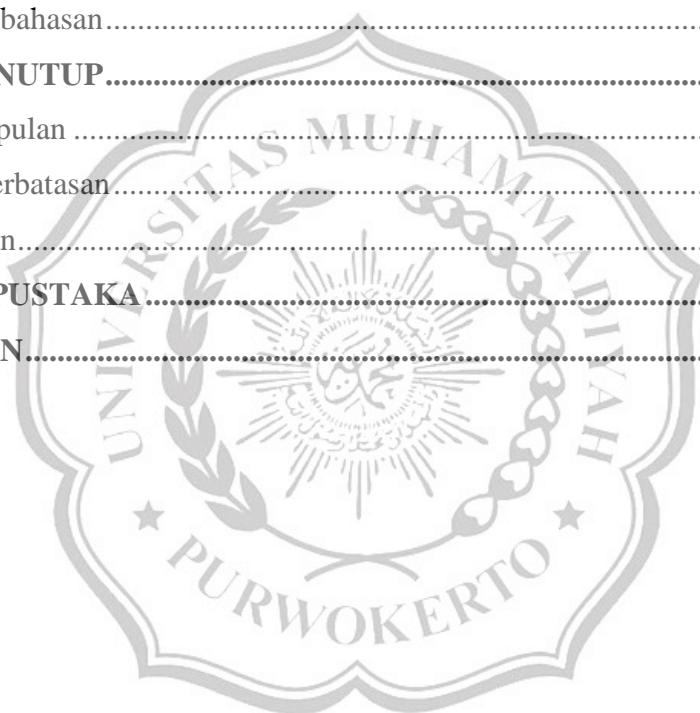 bahasan........................................................................
NUTUP........................................................................
pulan ........................................................................
erbatasan........................................................................
n........................................................................
PUSTAKA........................................................................
N........................................................................
UNIVERSITAS MUHAMMADIYAH
PURWOKERTO